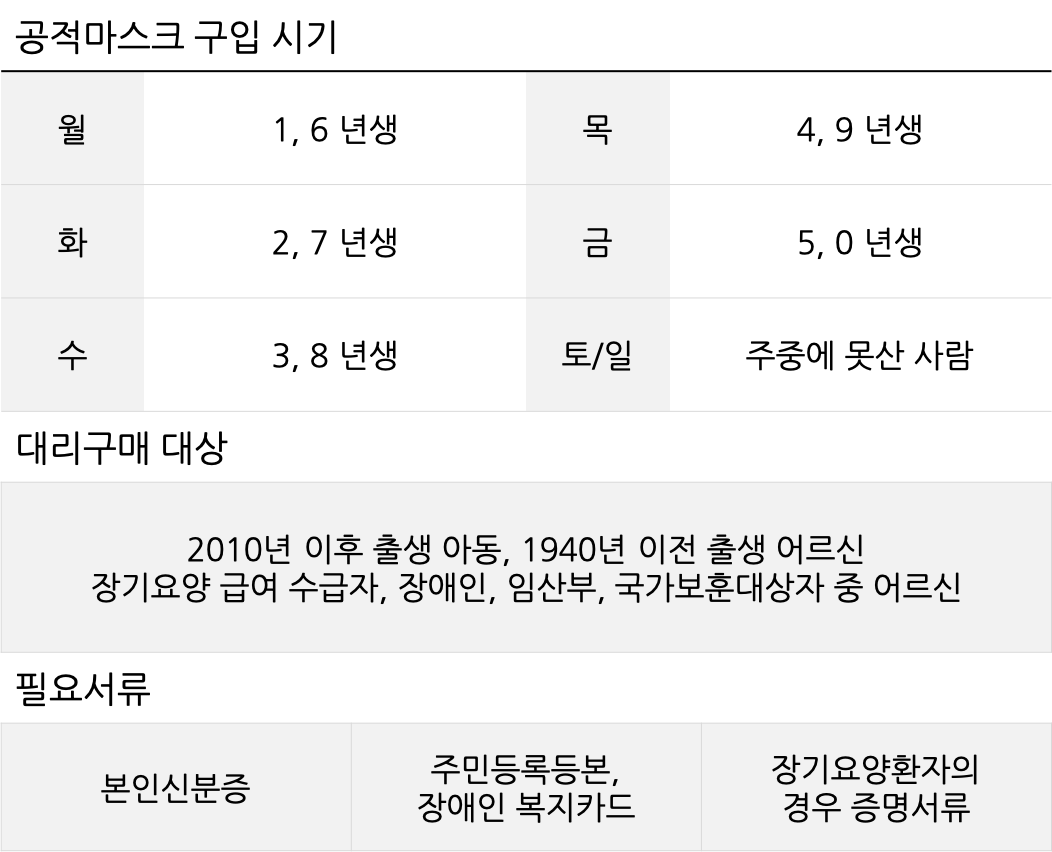 공적마스크 구입 시기
월 1, 6 년생 목 4, 9 년생
화 2, 7 년생 금 5, 0 년생
수 3, 8 년생 토/일 주중에 못산 사람
대리구매 대상
2010년 이후 출생 아동, 1940년 이전 출생 어르신
장기요양 급여 수급자, 장애인, 임산부, 국가보훈대상자 중 어르신
필요서류
본인신분증
주민등록등본,
장애인 복지카드
장기요양환자의
경우 증명서류